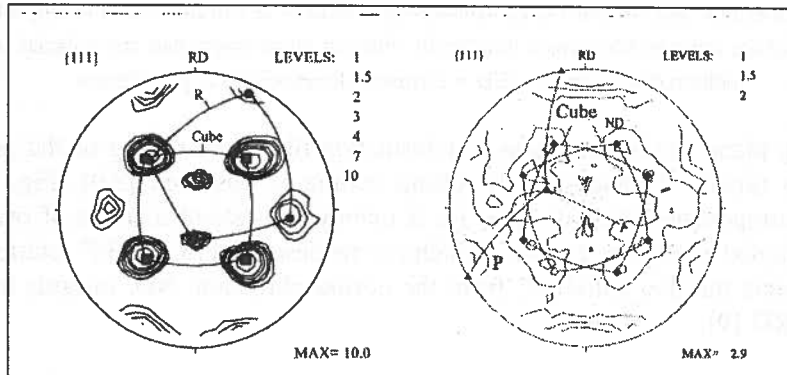 {111} RD LEVELS: 1
1.5
2
3
4
7
10
R
Cube
MAX= 10.0
{111} RD LEVELS: 1
1.5
2
Cube
ND
P
MAX= 2.9